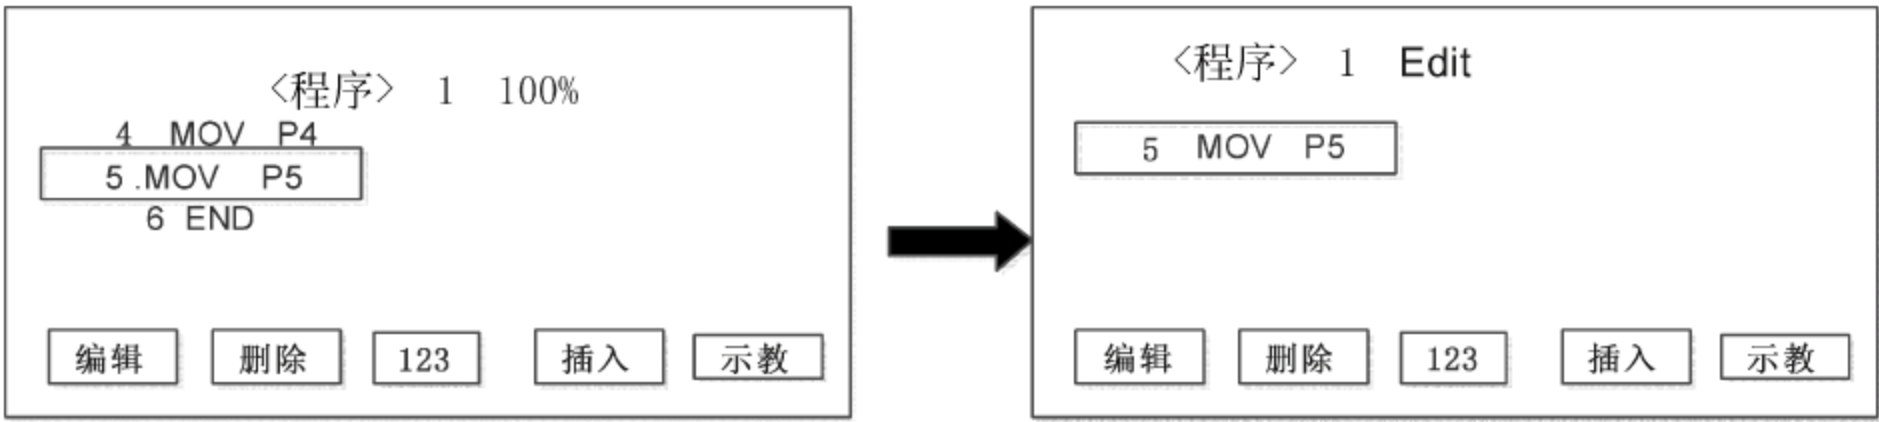 <程序> 1 100%
4 MOV P4
5 .MOV P5
6 END
编辑 删除 123 插入 示教
<程序> 1 Edit
5 MOV P5
编辑 删除 123 插入 示教